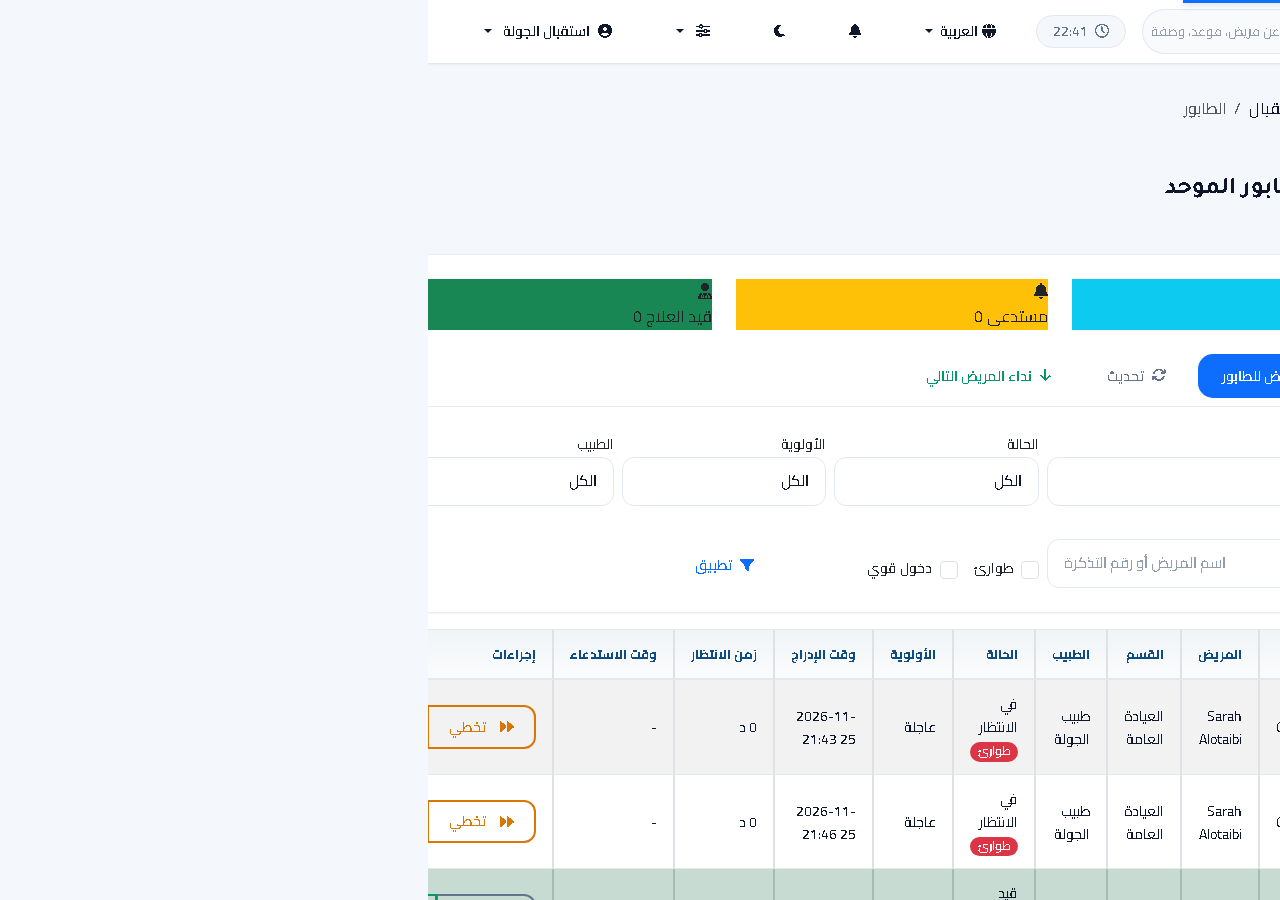 عن مريض، موعد، وصفة
22:41
العربية
استقبال الجولة
/ الطابور
الموحد
مستدعى 0
قيد العلاج 0
للطابور
تحديث
نداء المريض التالي
الحالة
الأولوية
الطبيب
الكل
الكل
الكل
اسم المريض أو رقم التذكرة
طوارئ
دخول قوي
تطبيق
المريض
القسم
الطبيب
الحالة
الأولوية
وقت الإدراج
زمن الانتظار
وقت الاستدعاء
إجراءات
Sarah
Alotaibi
العيادة
العامة
طبيب
الجولة
في
الانتظار
طوارئ
عاجلة
2026-11-
25 21:43
0 د
-
تخطي
Sarah
Alotaibi
العيادة
العامة
طبيب
الجولة
في
الانتظار
طوارئ
عاجلة
2026-11-
25 21:46
0 د
-
تخطي
قيد